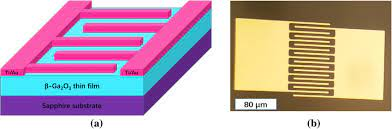 Ti/Au Ti/Au
β-Ga₂O₃ thin film
Sapphire substrate
80 μm
(a) (b)